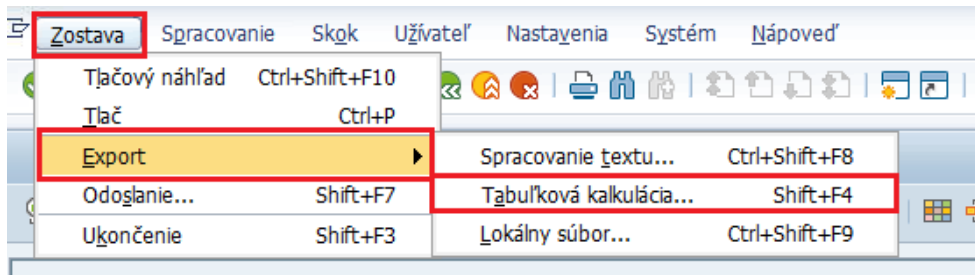 Zostava Spracovanie Skok Užívateľ Nastavenia Systém Nápoveď
Tlačový náhľad Ctrl+Shift+F10
Tlač Ctrl+P
Export
Spracovanie textu... Ctrl+Shift+F8
Odoslanie... Shift+F7
Tabuľková kalkulácia... Shift+F4
Ukončenie Shift+F3
Lokálny súbor... Ctrl+Shift+F9